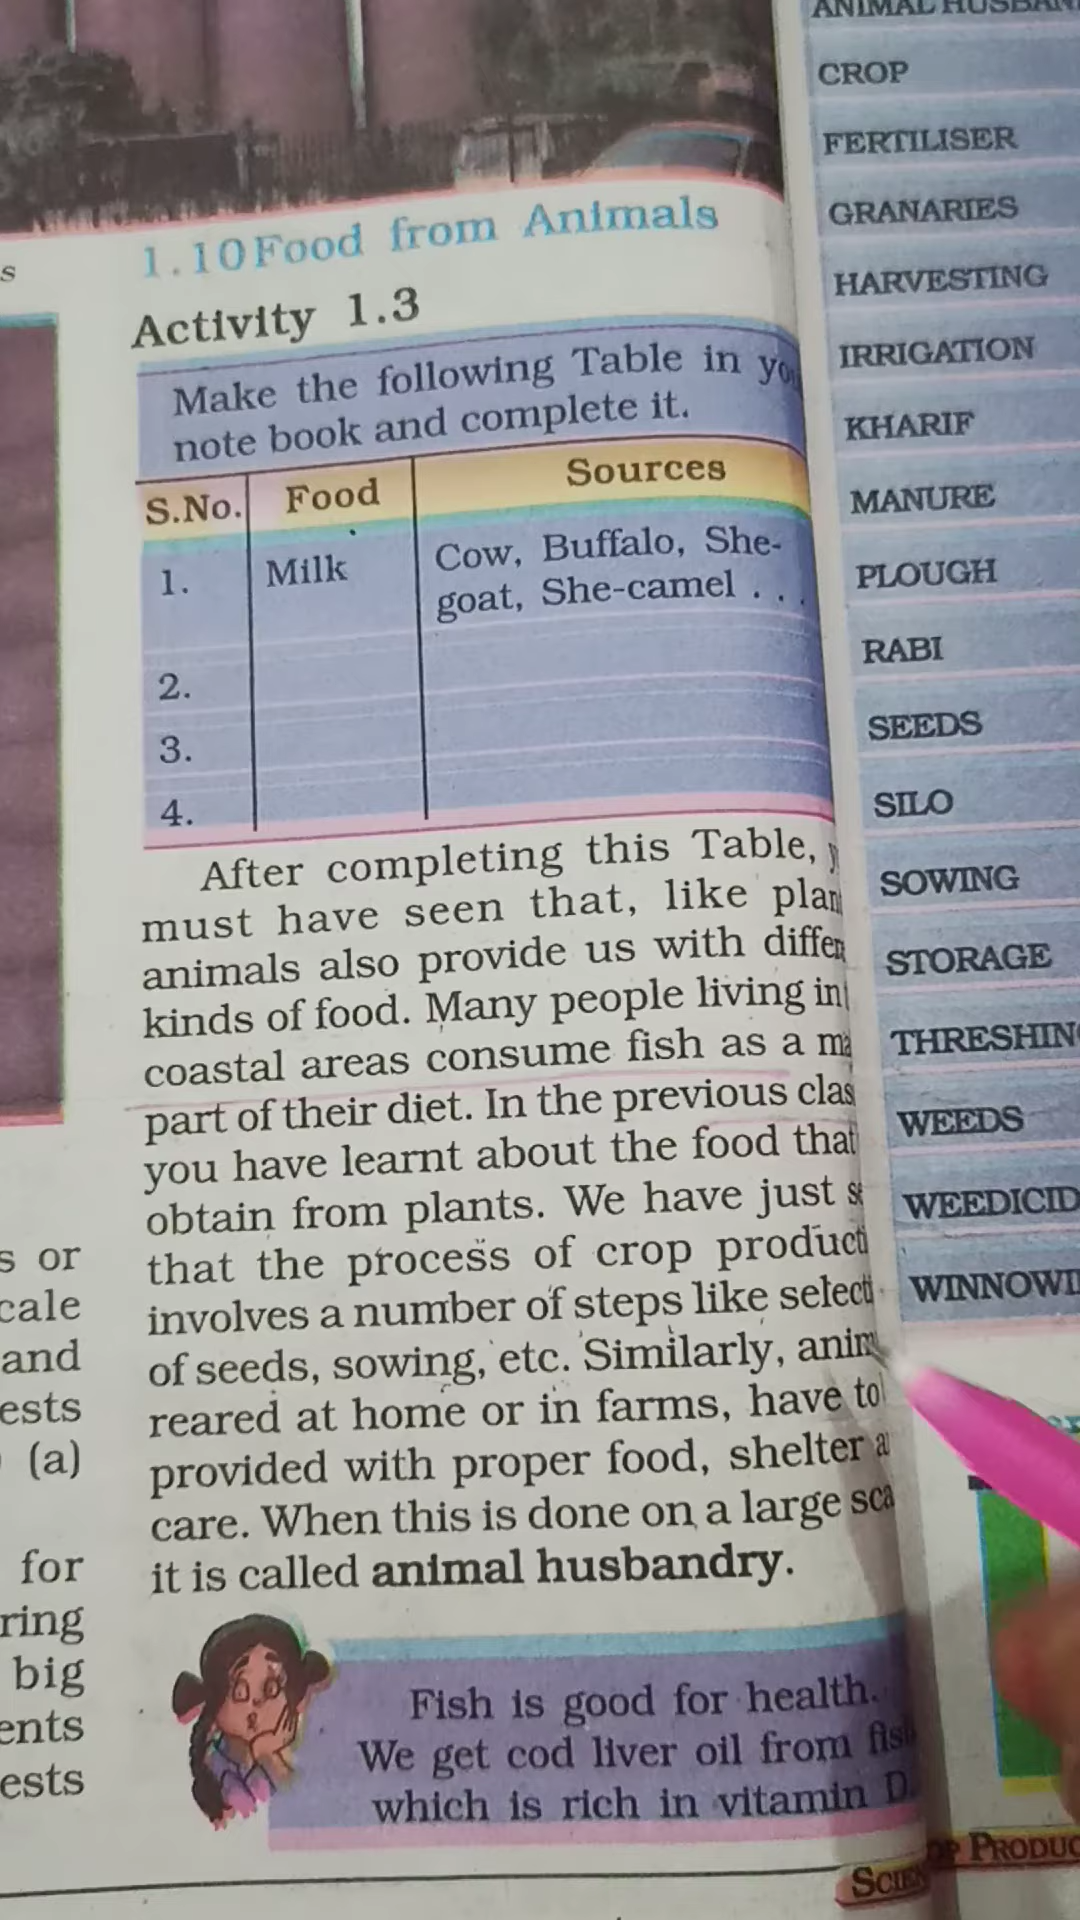 s
s or
cale
and
ests
(a)
for
ring
big
ents
ests
1.10 Food from Animals
Activity 1.3
Make the following Table in you
note book and complete it.
S.No. Food Sources
1. Milk Cow, Buffalo, She-
goat, She-camel . . .
2.
3.
4.
After completing this Table, y
must have seen that, like plan
animals also provide us with differ
kinds of food. Many people living in
coastal areas consume fish as a ma
part of their diet. In the previous clas
you have learnt about the food that
obtain from plants. We have just s
that the process of crop producti
involves a number of steps like selecti
of seeds, sowing, etc. Similarly, anim
reared at home or in farms, have to
provided with proper food, shelter a
care. When this is done on a large sca
it is called animal husbandry.
Fish is good for health.
We get cod liver oil from fis
which is rich in vitamin D.
ANIMAL HUSBAN
CROP
FERTILISER
GRANARIES
HARVESTING
IRRIGATION
KHARIF
MANURE
PLOUGH
RABI
SEEDS
SILO
SOWING
STORAGE
THRESHING
WEEDS
WEEDICID
WINNOWI
OP PRODUC
SCIEN